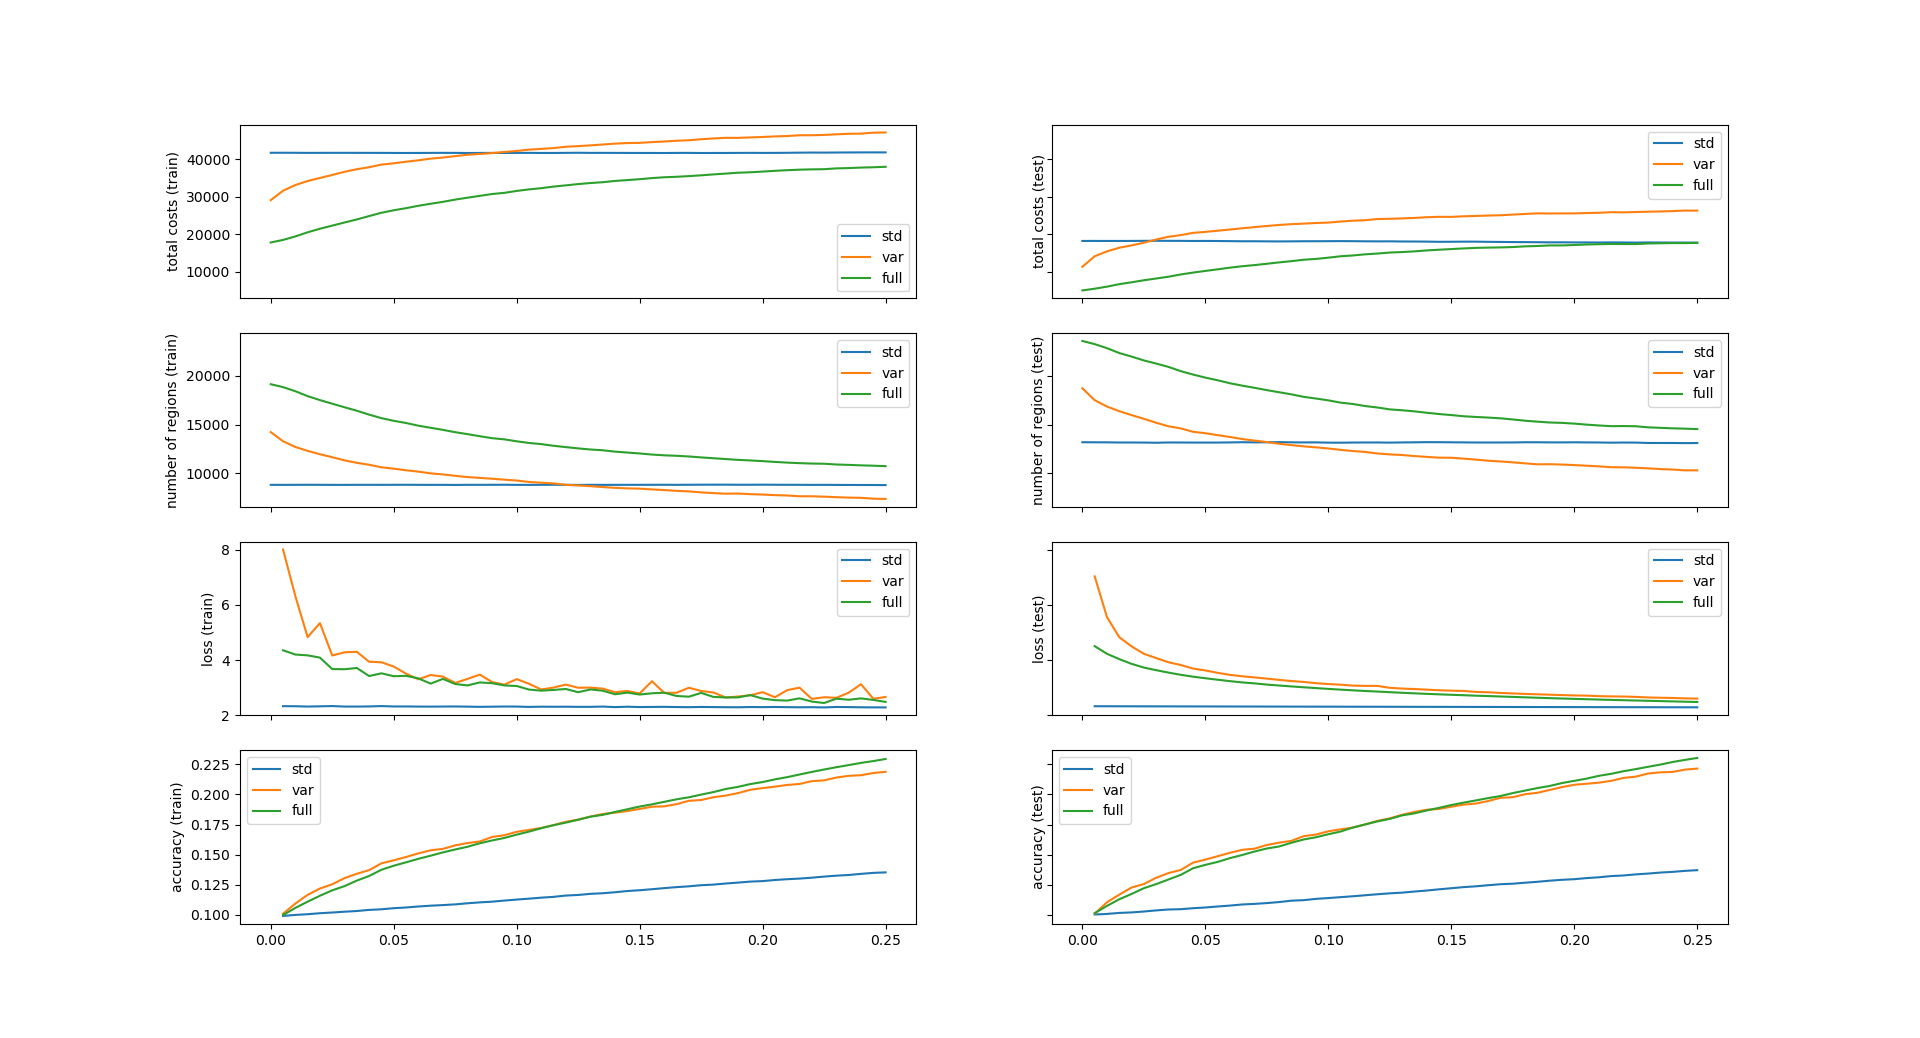 total costs (train)
40000
30000
20000
10000
std
var
full
total costs (test)
std
var
full
number of regions (train)
20000
15000
10000
std
var
full
number of regions (test)
std
var
full
loss (train)
8
6
4
2
std
var
full
loss (test)
std
var
full
accuracy (train)
0.225
0.200
0.175
0.150
0.125
0.100
std
var
full
0.00 0.05 0.10 0.15 0.20 0.25
accuracy (test)
std
var
full
0.00 0.05 0.10 0.15 0.20 0.25